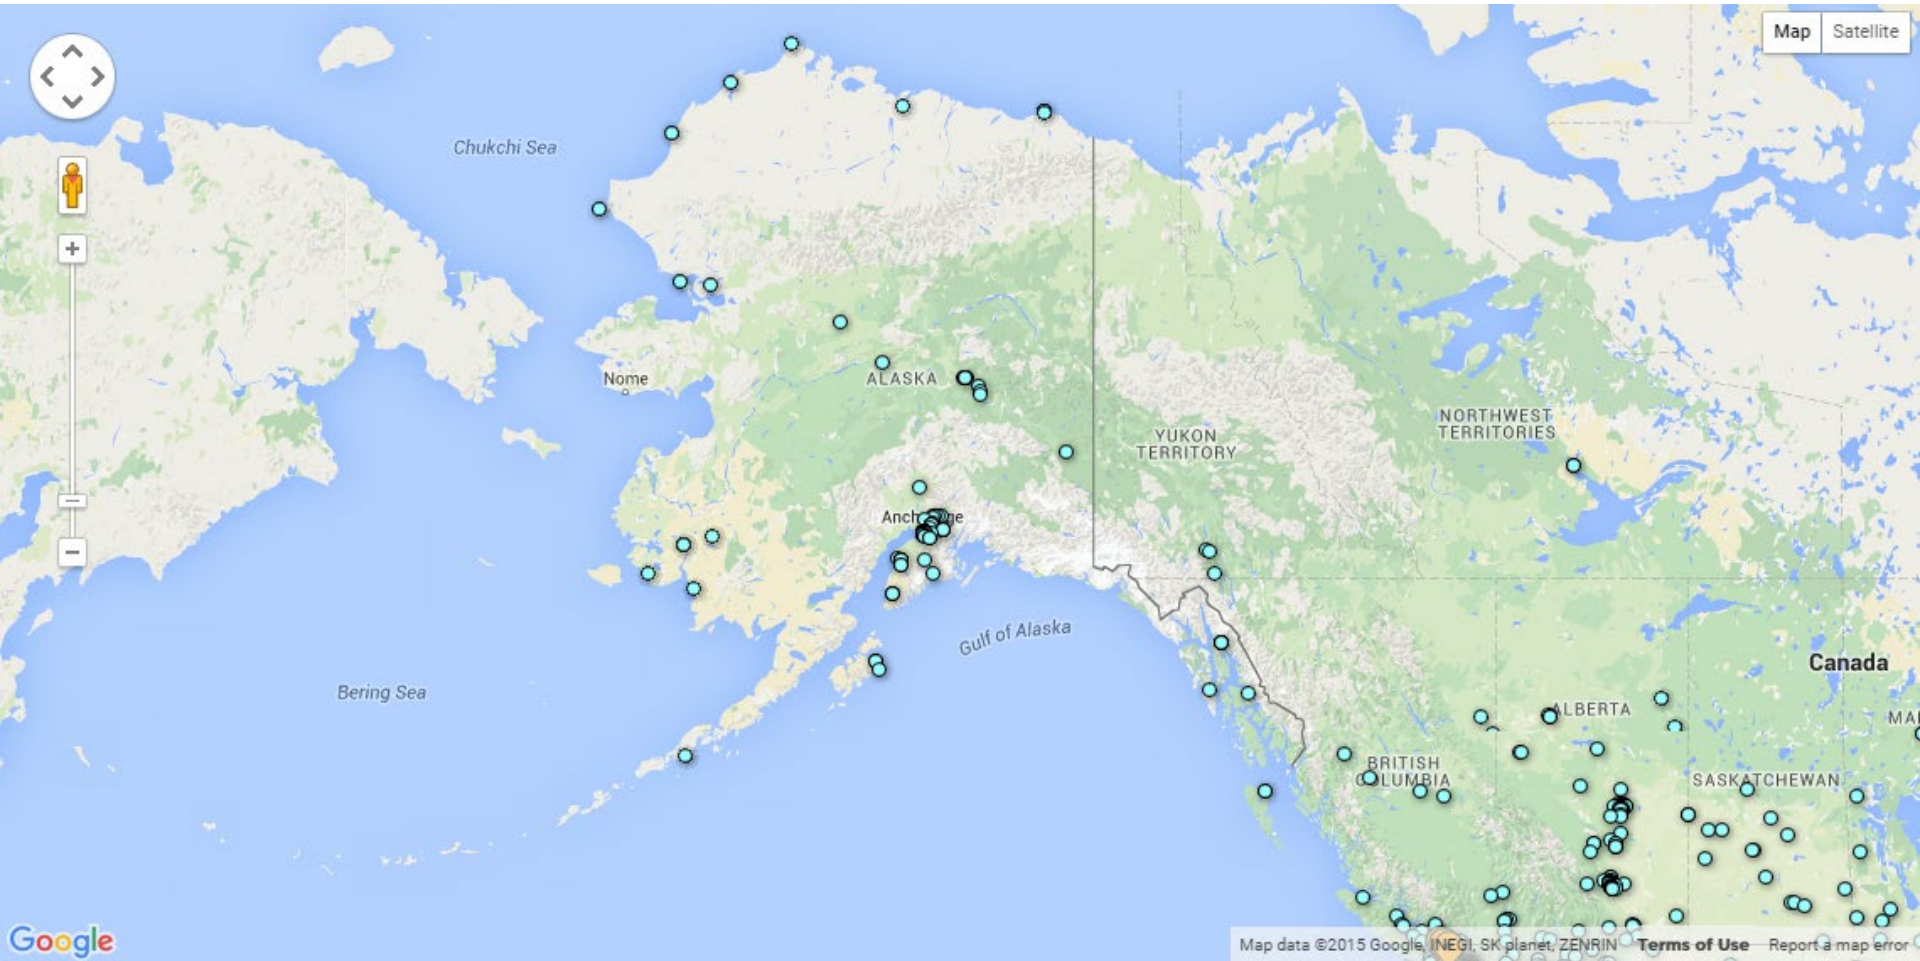 Map Satellite
Chukchi Sea
Nome
ALASKA
NORTHWEST
TERRITORIES
YUKON
TERRITORY
Gulf of Alaska
Canada
Bering Sea
ALBERTA
BRITISH
COLUMBIA
SASKATCHEWAN
Google
Map data ©2015 Google, INEGI, SK planet, ZENRIN Terms of Use Report a map error